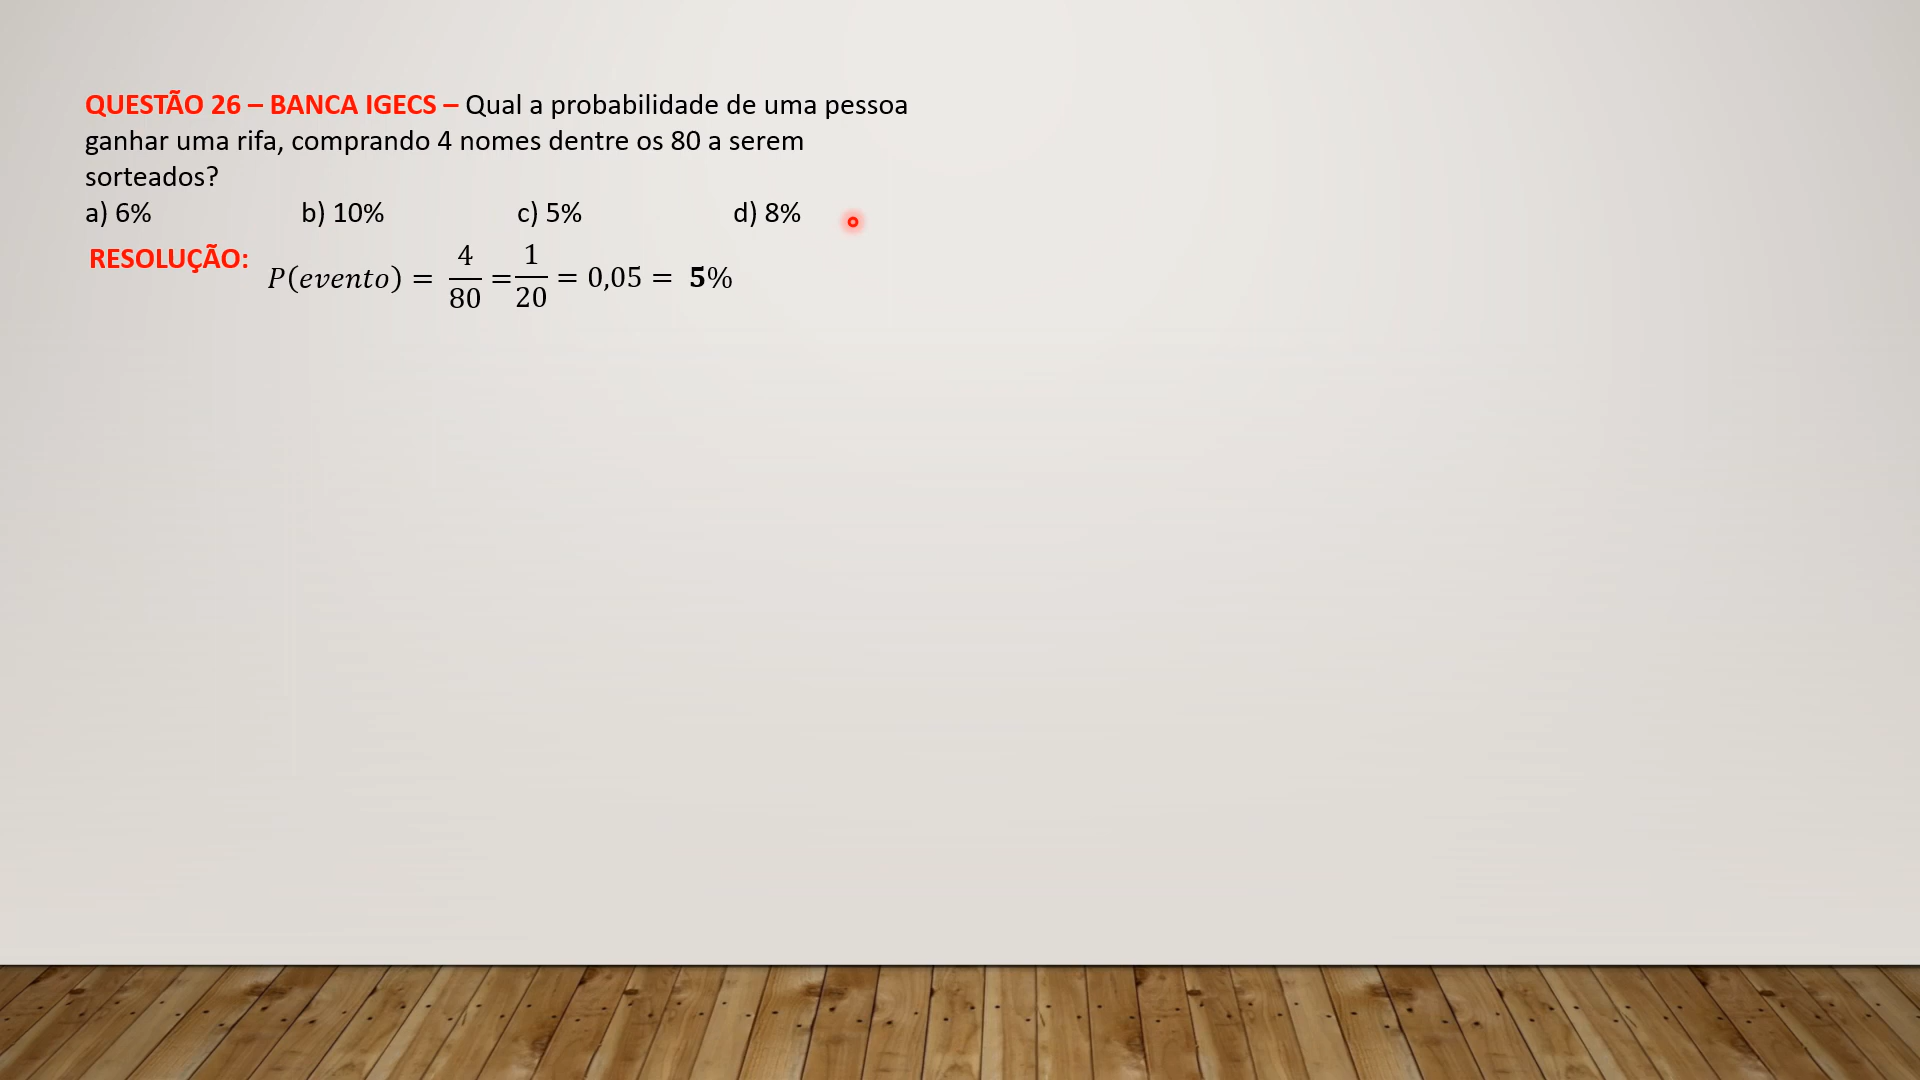 QUESTÃO 26 – BANCA IGECS – Qual a probabilidade de uma pessoa
ganhar uma rifa, comprando 4 nomes dentre os 80 a serem
sorteados?
a) 6% b) 10% c) 5% d) 8%
RESOLUÇÃO: P(evento) = 4/80 = 1/20 = 0,05 = 5%